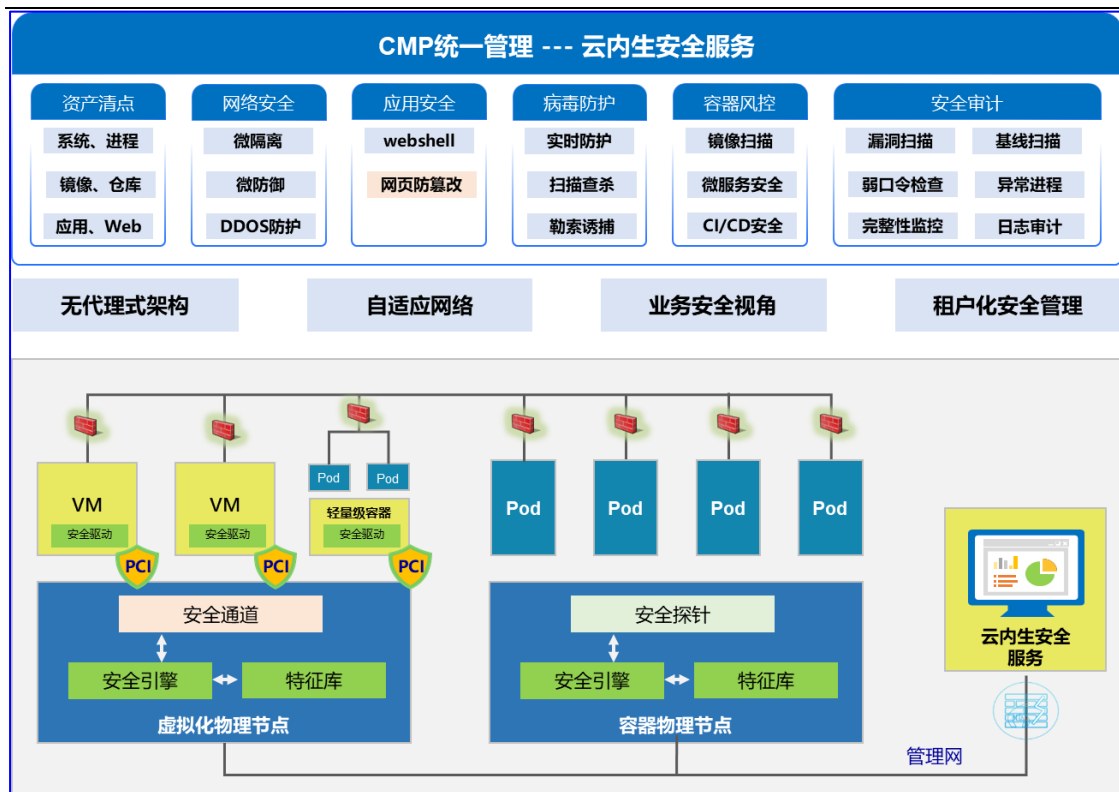 CMP统一管理 --- 云内生安全服务
资产清点
系统、进程
镜像、仓库
应用、Web
网络安全
微隔离
微防御
DDOS防护
应用安全
webshell
网页防篡改
病毒防护
实时防护
扫描查杀
勒索诱捕
容器风控
镜像扫描
微服务安全
CI/CD安全
安全审计
漏洞扫描
基线扫描
弱口令检查
异常进程
完整性监控
日志审计
无代理式架构
自适应网络
业务安全视角
租户化安全管理
VM
安全驱动
PCI
VM
安全驱动
PCI
Pod
Pod
轻量级容器
安全驱动
PCI
Pod
Pod
Pod
Pod
安全通道
安全引擎
特征库
虚拟化物理节点
安全探针
安全引擎
特征库
容器物理节点
云内生安全
服务
管理网